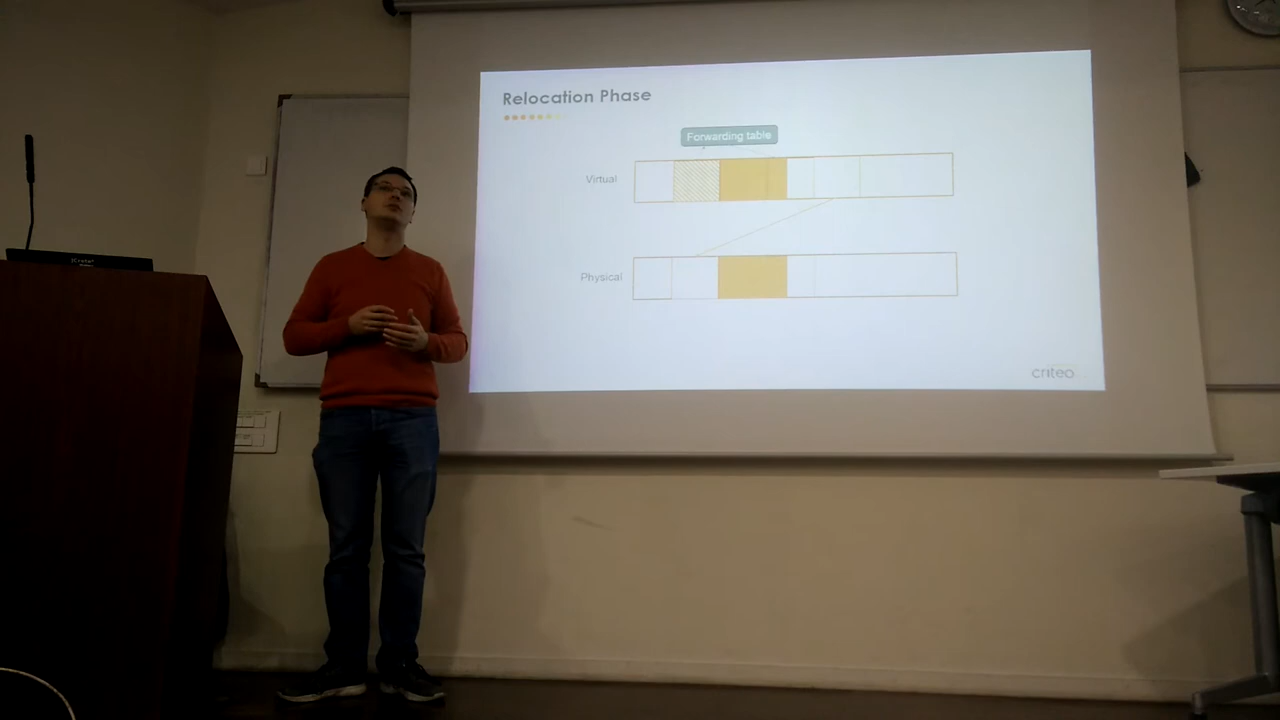 Relocation Phase
Forwarding table
Virtual
Physical
criteo